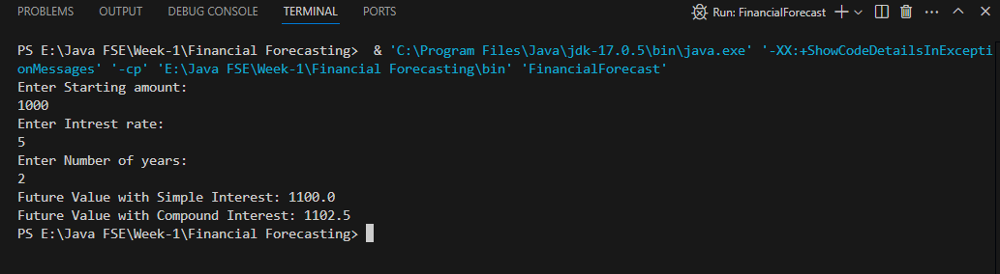 PROBLEMS OUTPUT DEBUG CONSOLE TERMINAL PORTS Run: FinancialForecast
PS E:\Java FSE\Week-1\Financial Forecasting>  & 'C:\Program Files\Java\jdk-17.0.5\bin\java.exe' '-XX:+ShowCodeDetailsInExcepti
onMessages' '-cp' 'E:\Java FSE\Week-1\Financial Forecasting\bin' 'FinancialForecast'
Enter Starting amount:
1000
Enter Intrest rate:
5
Enter Number of years:
2
Future Value with Simple Interest: 1100.0
Future Value with Compound Interest: 1102.5
PS E:\Java FSE\Week-1\Financial Forecasting>